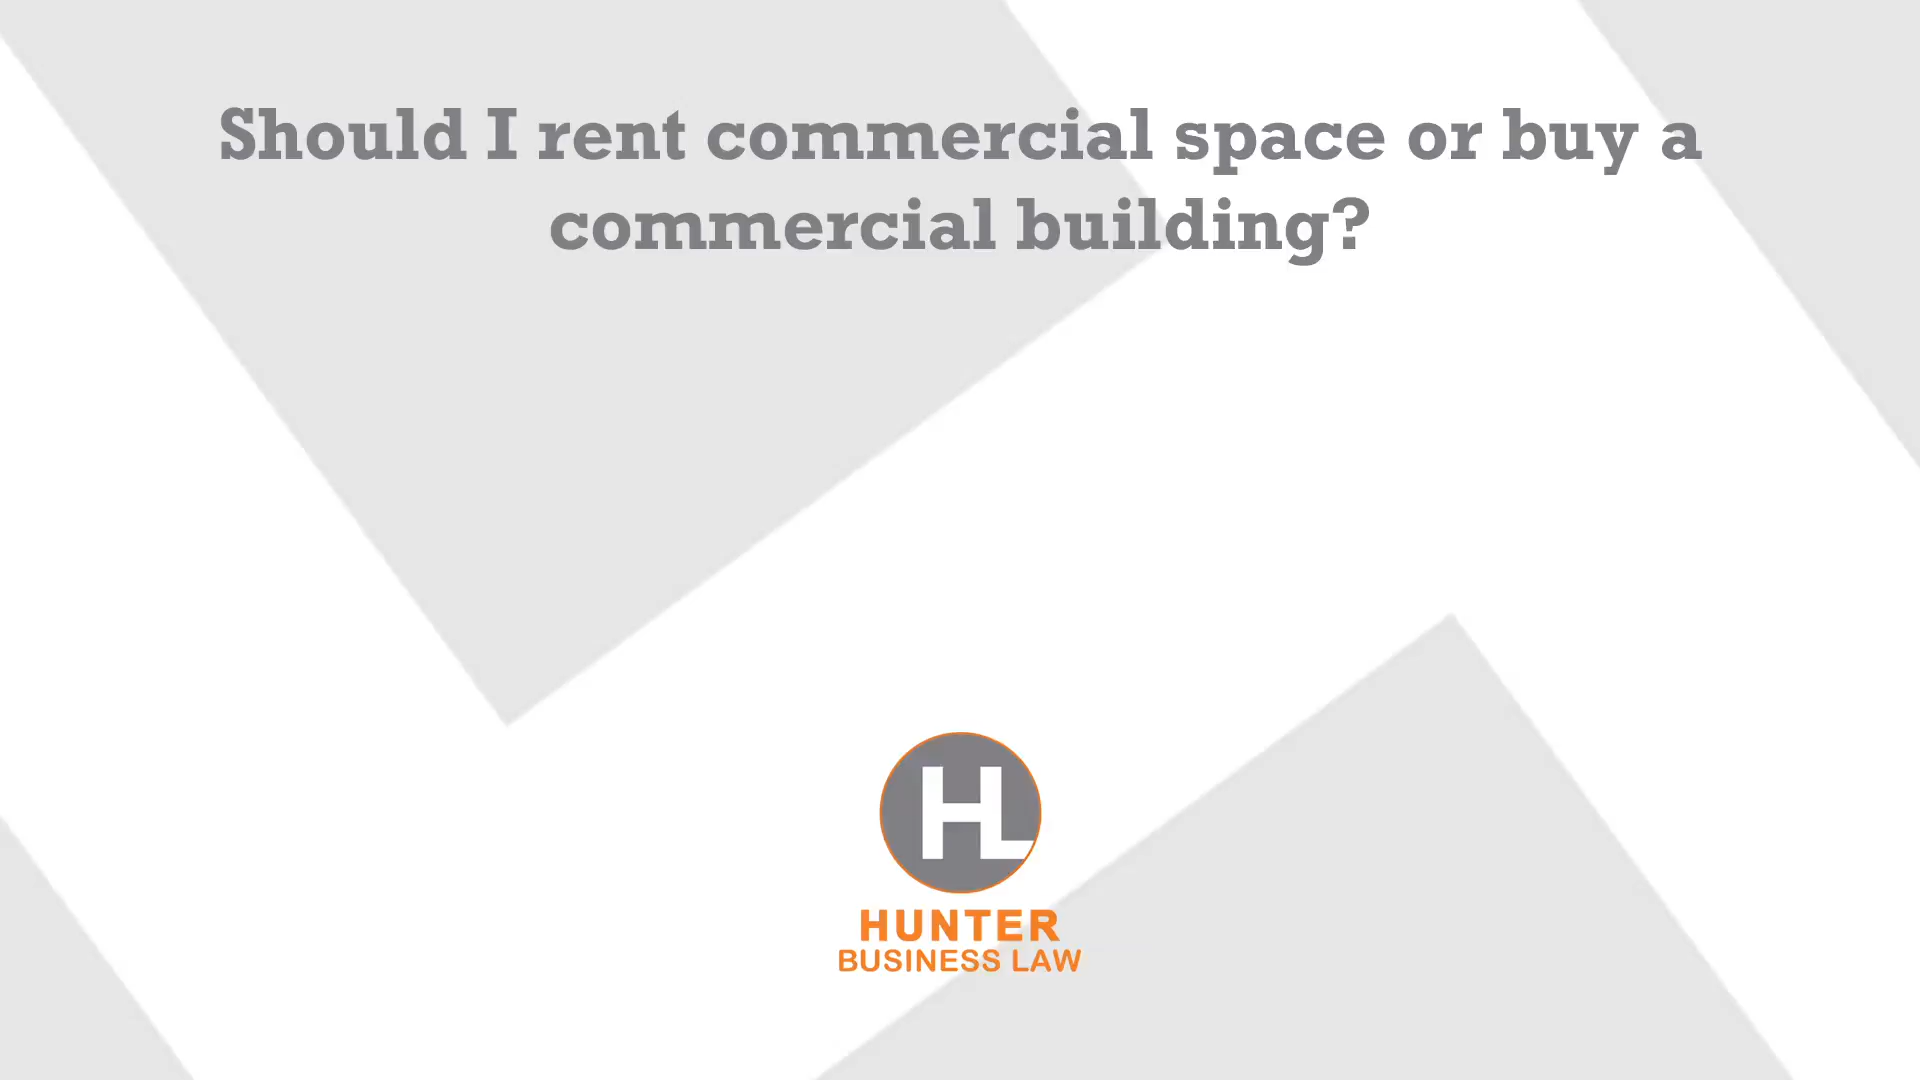 Should I rent commercial space or buy a
commercial building?
HL
HUNTER
BUSINESS LAW